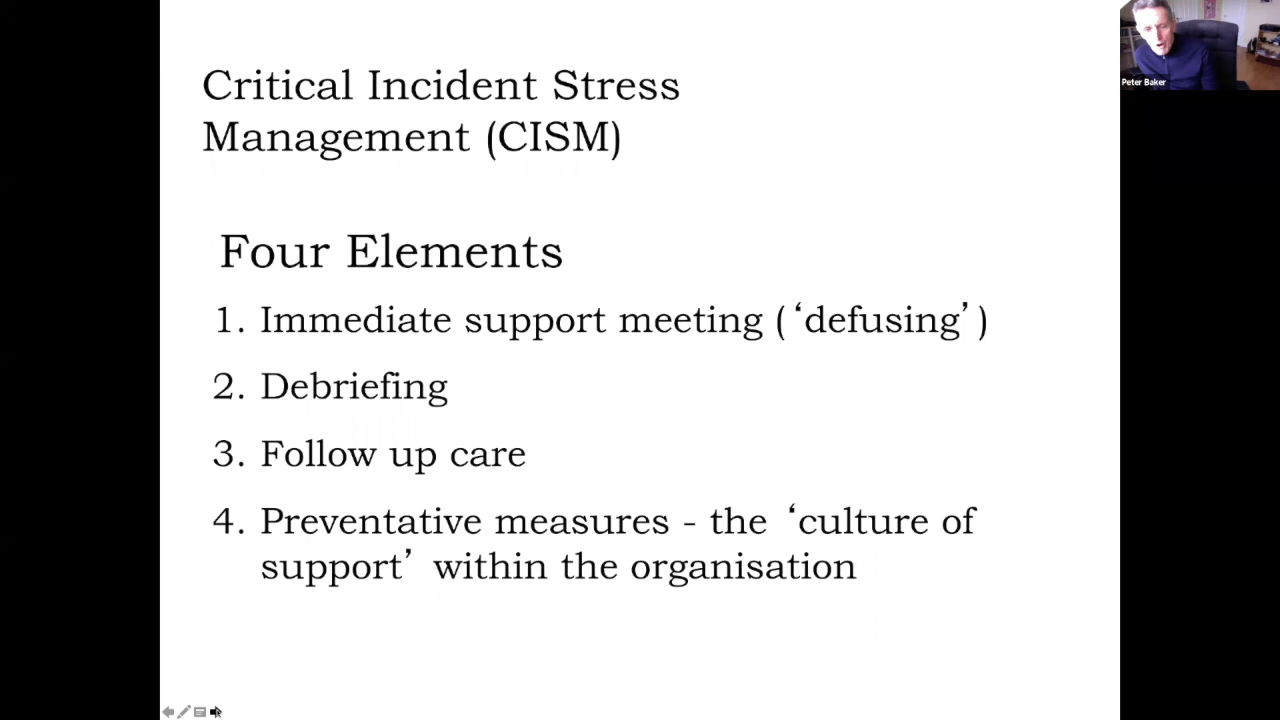 Critical Incident Stress
Management (CISM)
Four Elements
1. Immediate support meeting (‘defusing’)
2. Debriefing
3. Follow up care
4. Preventative measures - the ‘culture of
support’ within the organisation
Peter Baker